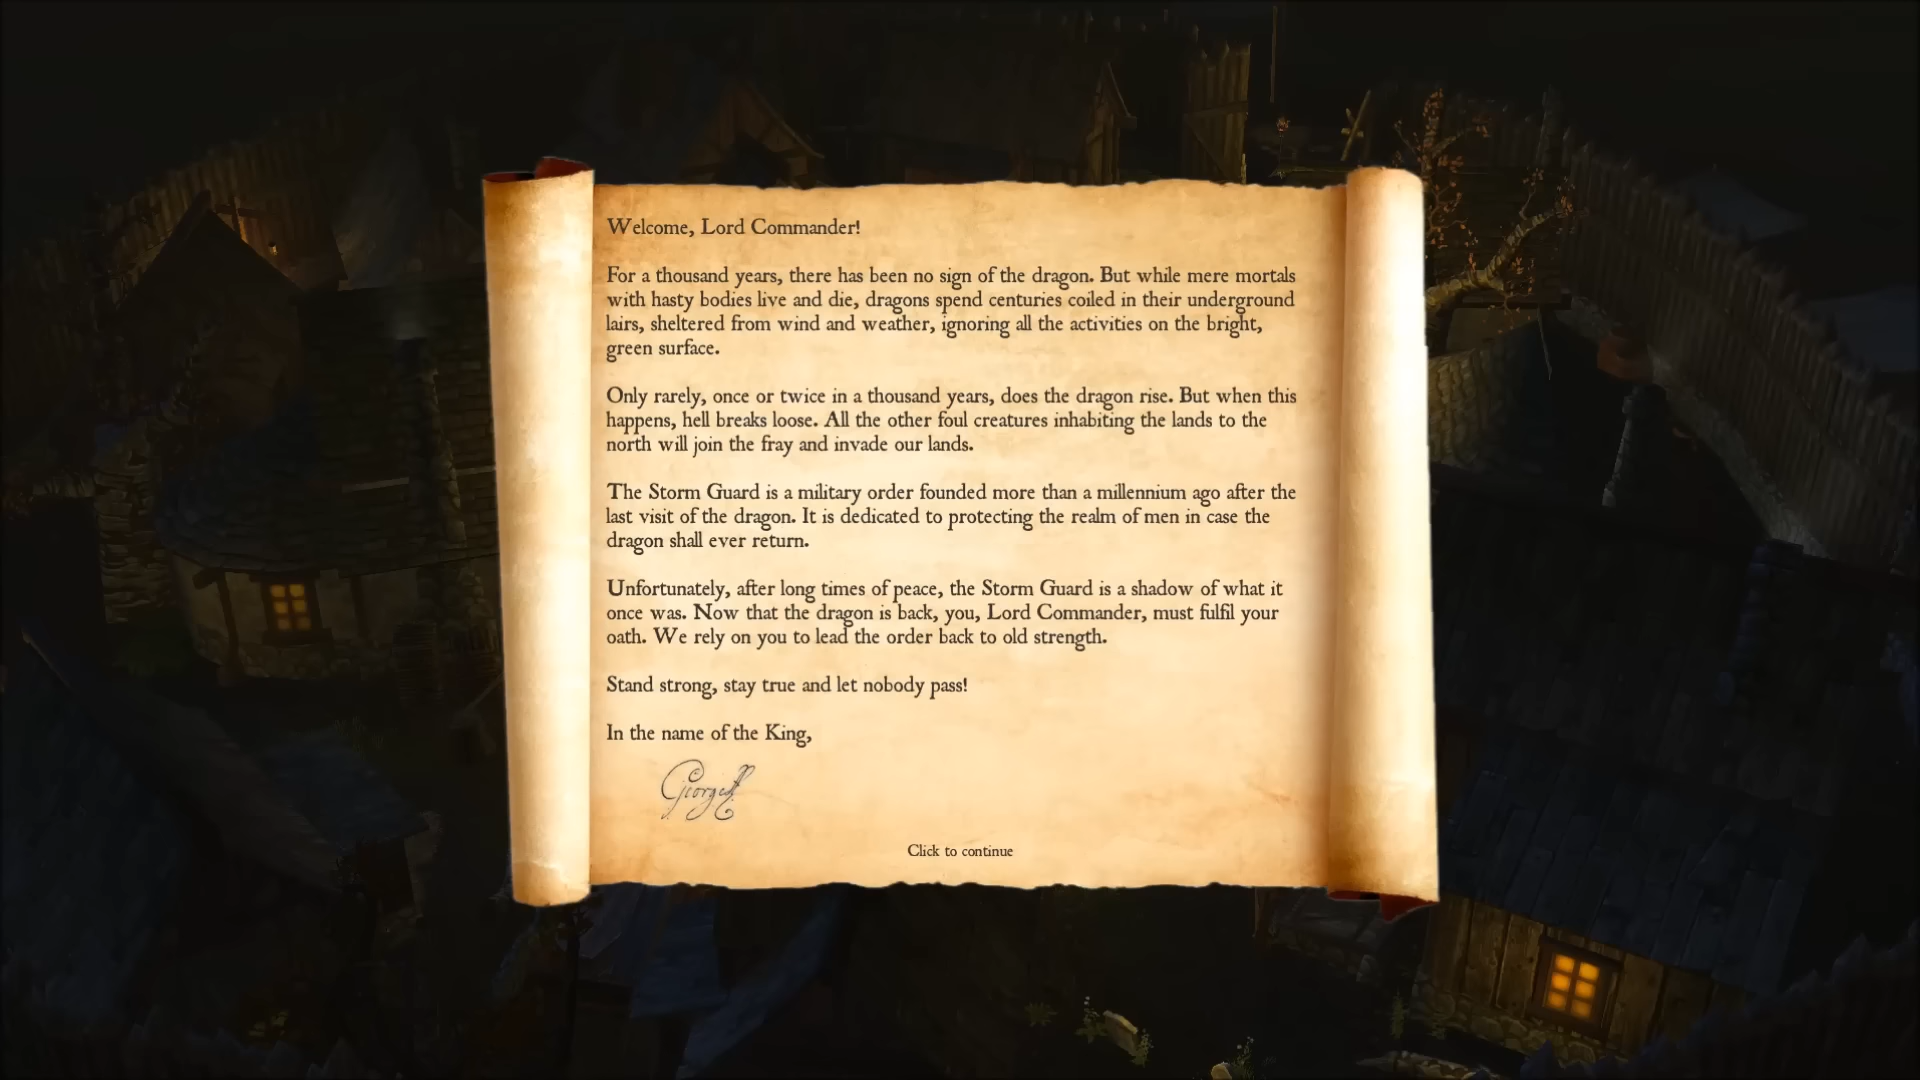 Welcome, Lord Commander!
For a thousand years, there has been no sign of the dragon. But while mere mortals
with hasty bodies live and die, dragons spend centuries coiled in their underground
lairs, sheltered from wind and weather, ignoring all the activities on the bright,
green surface.
Only rarely, once or twice in a thousand years, does the dragon rise. But when this
happens, hell breaks loose. All the other foul creatures inhabiting the lands to the
north will join the fray and invade our lands.
The Storm Guard is a military order founded more than a millennium ago after the
last visit of the dragon. It is dedicated to protecting the realm of men in case the
dragon shall ever return.
Unfortunately, after long times of peace, the Storm Guard is a shadow of what it
once was. Now that the dragon is back, you, Lord Commander, must fulfil your
oath. We rely on you to lead the order back to old strength.
Stand strong, stay true and let nobody pass!
In the name of the King,
Click to continue